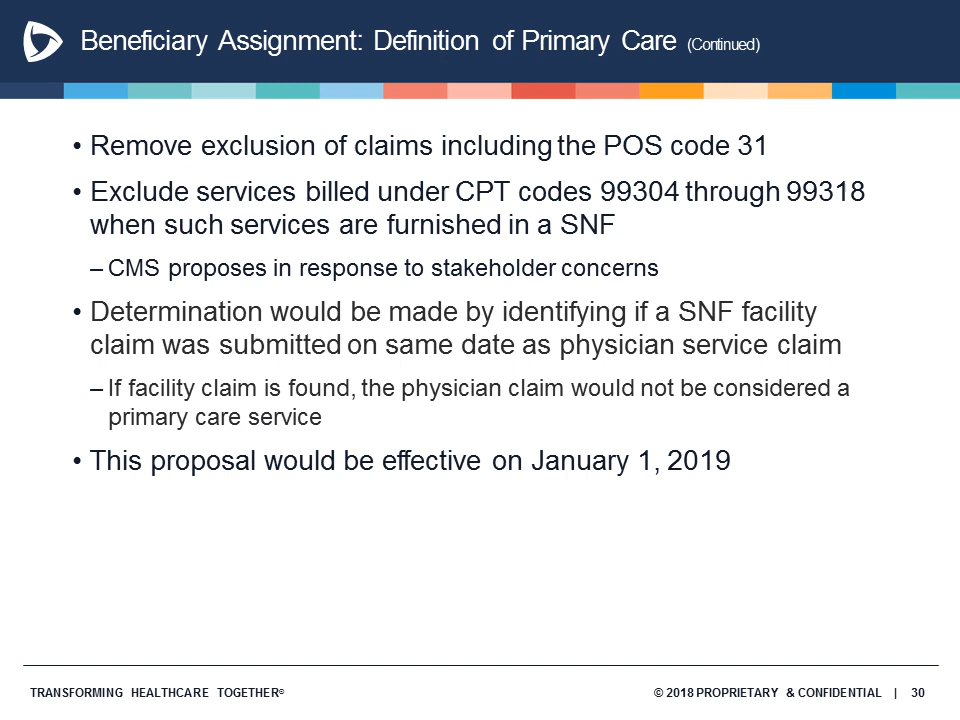 Beneficiary Assignment: Definition of Primary Care (Continued)
• Remove exclusion of claims including the POS code 31
• Exclude services billed under CPT codes 99304 through 99318
when such services are furnished in a SNF
– CMS proposes in response to stakeholder concerns
• Determination would be made by identifying if a SNF facility
claim was submitted on same date as physician service claim
– If facility claim is found, the physician claim would not be considered a
primary care service
• This proposal would be effective on January 1, 2019
TRANSFORMING HEALTHCARE TOGETHER® © 2018 PROPRIETARY & CONFIDENTIAL | 30